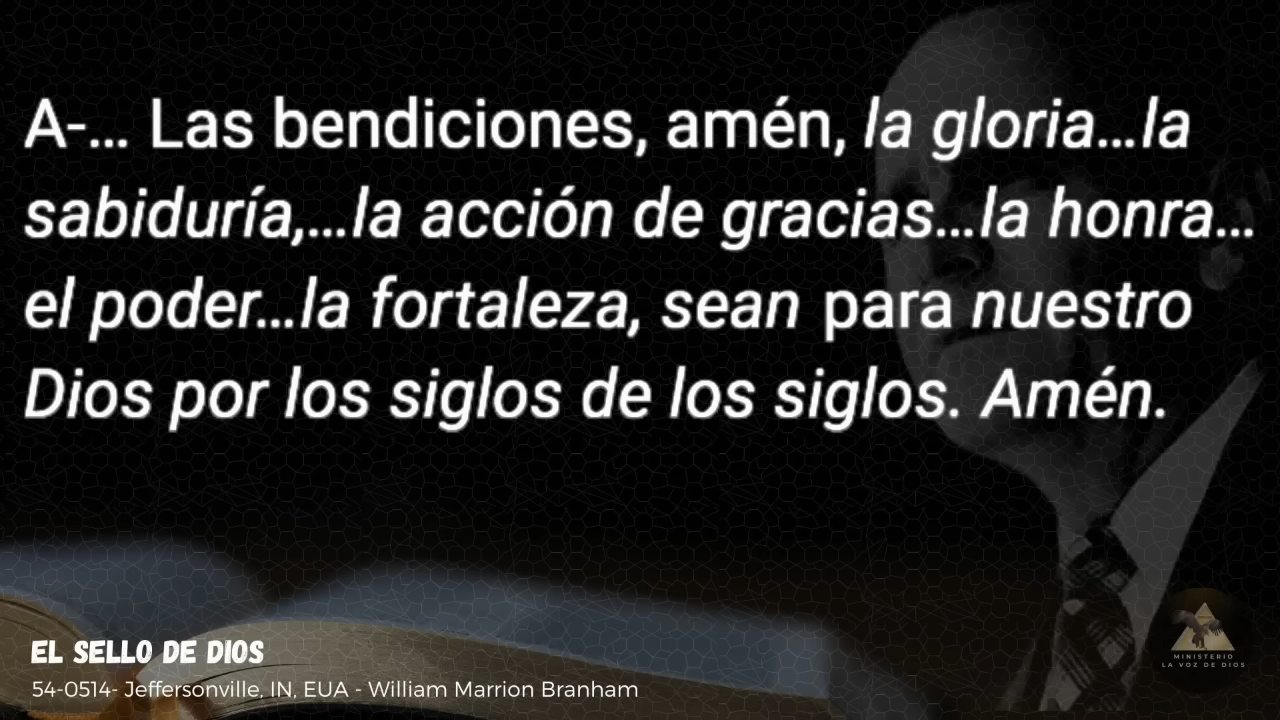 A-... Las bendiciones, amén, la gloria...la
sabiduría,...la acción de gracias...la honra...
el poder...la fortaleza, sean para nuestro
Dios por los siglos de los siglos. Amén.
EL SELLO DE DIOS
54-0514- Jeffersonville, IN, EUA - William Marrion Branham
MINISTERIO
LA VOZ DE DIOS